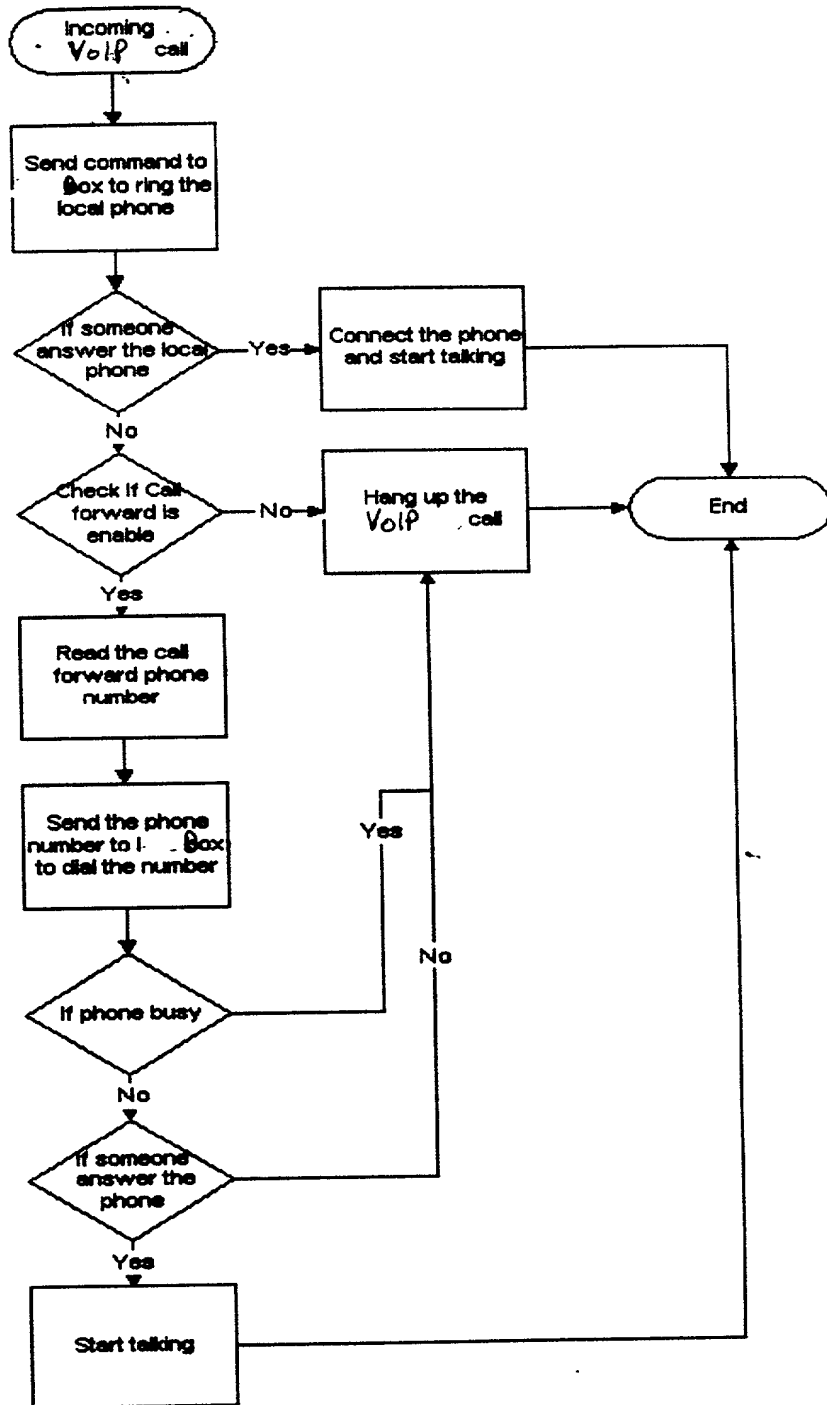 Incoming
VoIP call
Send command to
Box to ring the
local phone
If someone
answer the local
phone
Yes
Connect the phone
and start talking
No
Check if Call
forward is
enable
No
Hang up the
VoIP call
End
Yes
Read the call
forward phone
number
Send the phone
number to Box
to dial the number
Yes
No
If phone busy
No
If someone
answer the
phone
Yes
Start talking